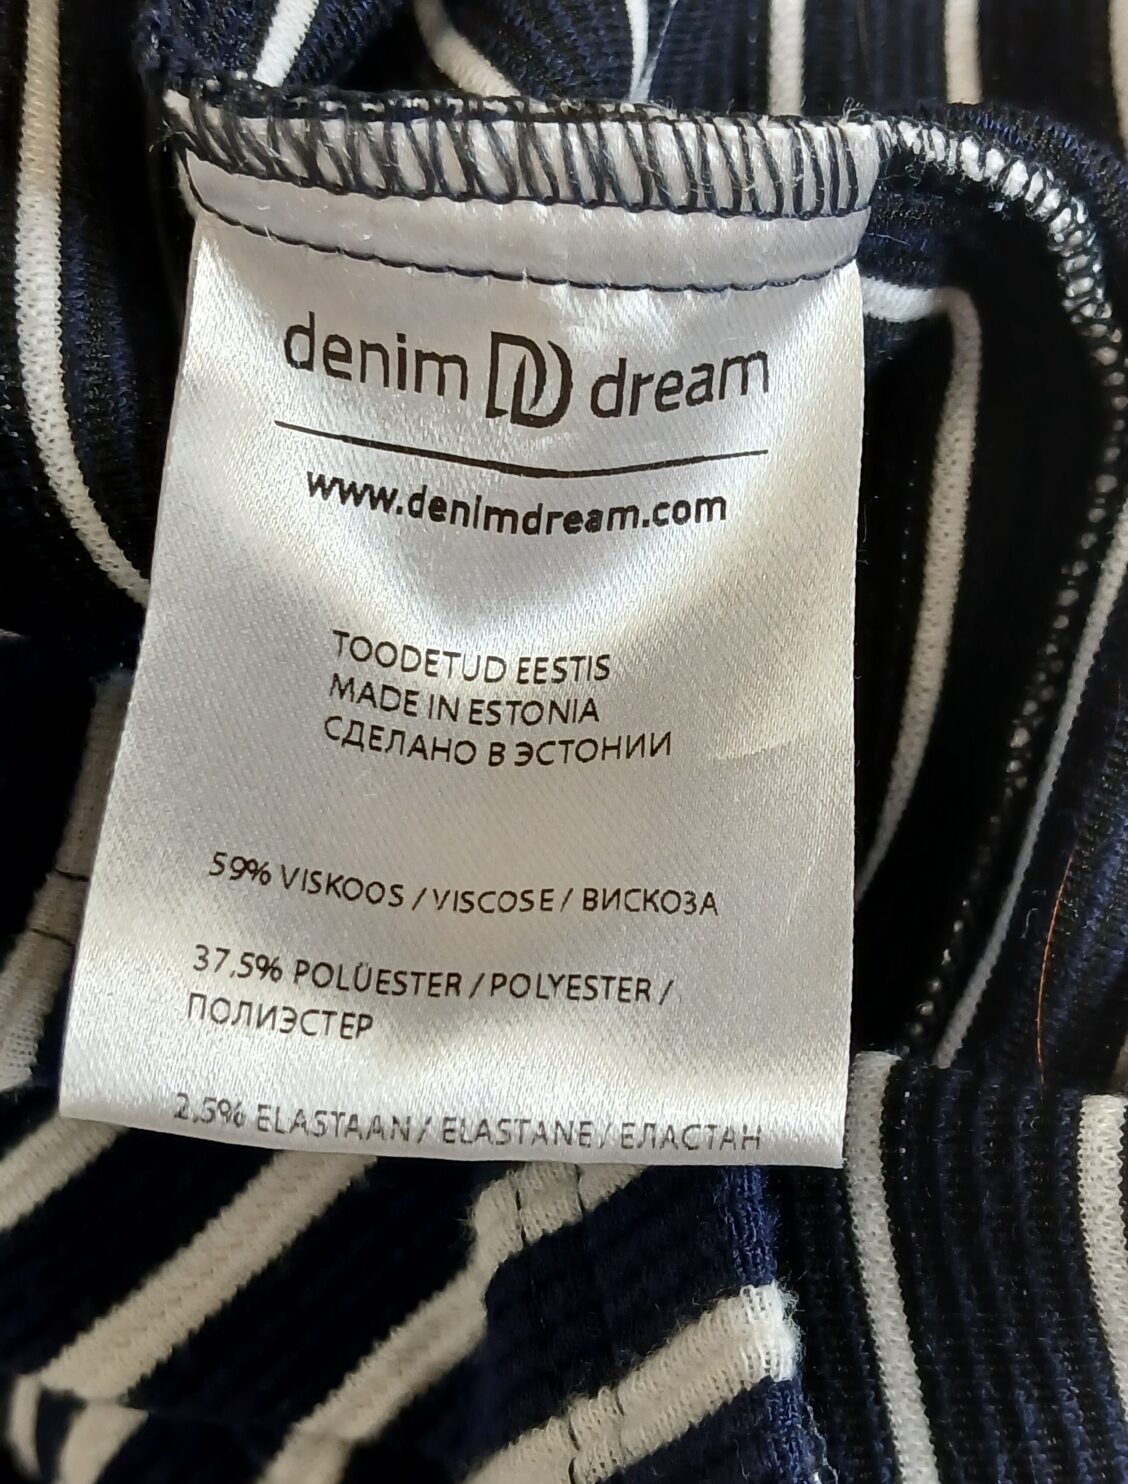 denim DD dream
www.denimdream.com
TOODETUD EESTIS
MADE IN ESTONIA
СДЕЛАНО В ЭСТОНИИ
59% VISKOOS / VISCOSE / ВИСКОЗА
37,5% POLÜESTER / POLYESTER /
ПОЛИЭСТЕР
2,5% ELASTAAN / ELASTANE / ЕЛАСТАН